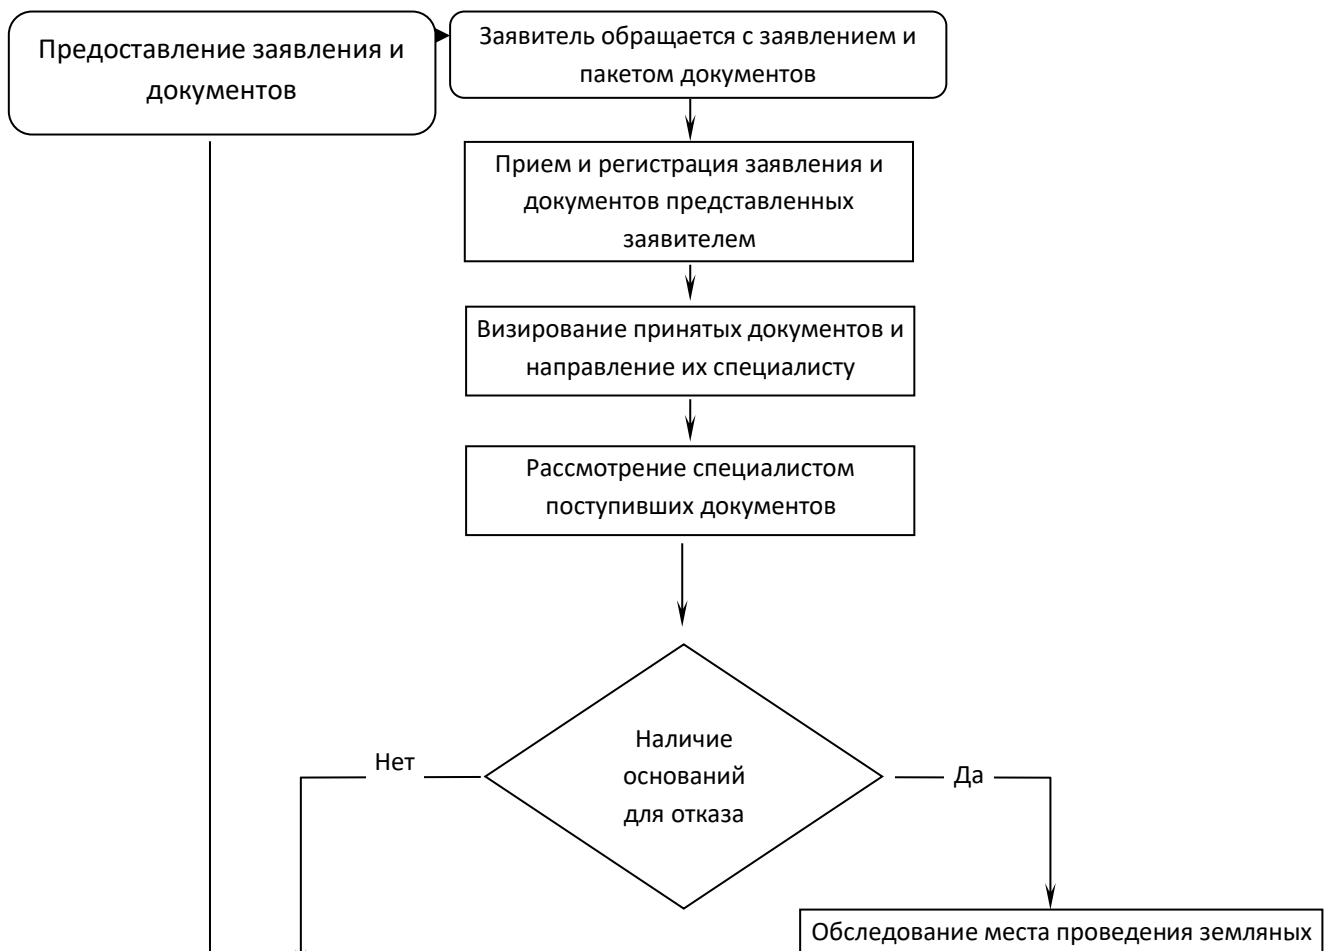 Предоставление заявления и
документов
Заявитель обращается с заявлением и
пакетом документов
Прием и регистрация заявления и
документов представленных
заявителем
Визирование принятых документов и
направление их специалисту
Рассмотрение специалистом
поступивших документов
Наличие
оснований
для отказа
Нет
Да
Обследование места проведения земляных